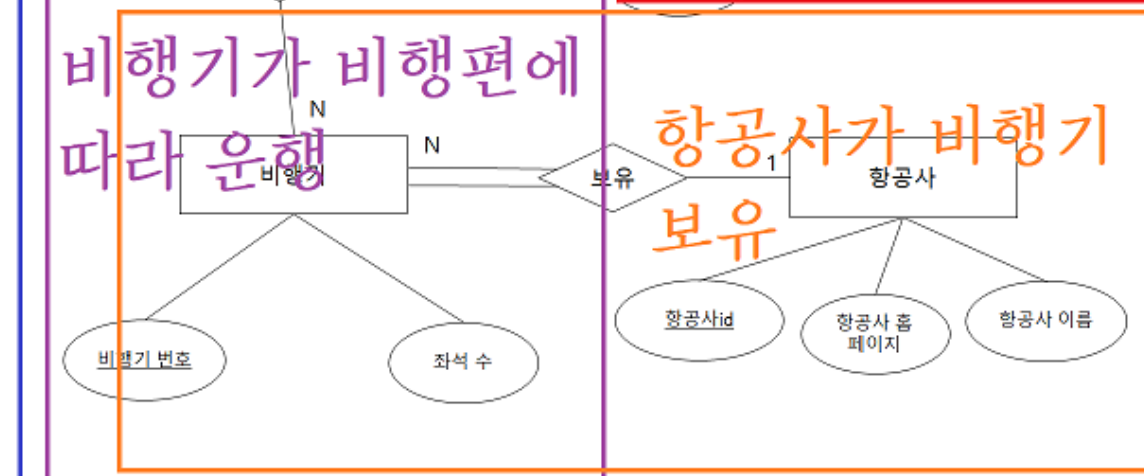 비행기가 비행편에
따라 운행
N
비행기
N
보유
1
항공사가 비행기
보유
항공사
비행기 번호
좌석 수
항공사id
항공사 홈
페이지
항공사 이름